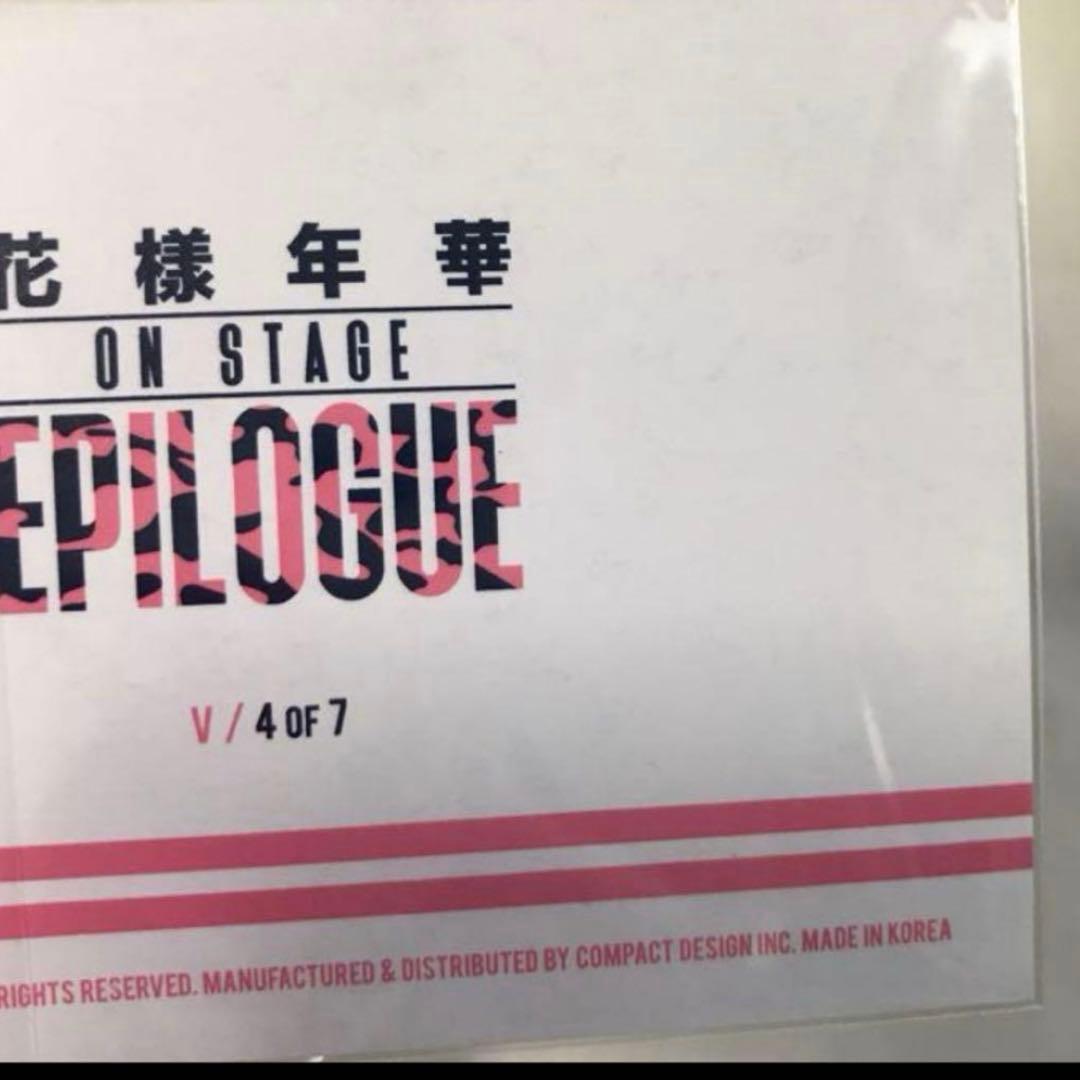 花樣年華
ON STAGE
EPILOGUE
V / 4 OF 7
RIGHTS RESERVED. MANUFACTURED & DISTRIBUTED BY COMPACT DESIGN INC. MADE IN KOREA